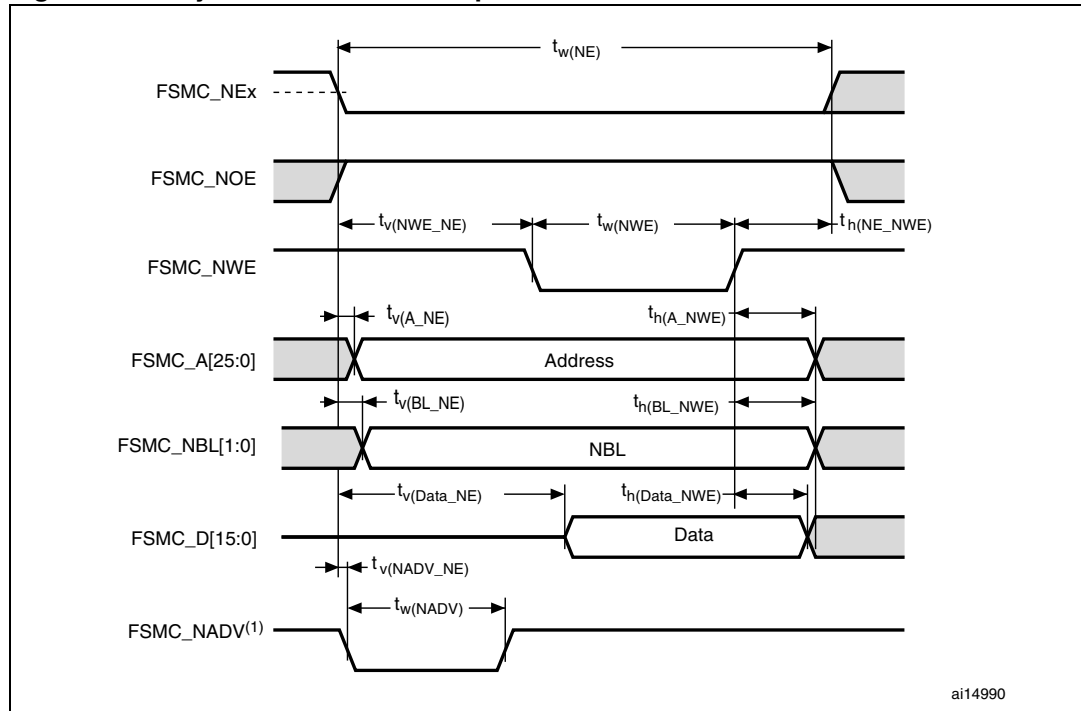 tw(NE)
FSMC_NEx
FSMC_NOE
tv(NWE_NE)
tw(NWE)
th(NE_NWE)
FSMC_NWE
tv(A_NE)
th(A_NWE)
FSMC_A[25:0]
Address
tv(BL_NE)
th(BL_NWE)
FSMC_NBL[1:0]
NBL
tv(Data_NE)
th(Data_NWE)
FSMC_D[15:0]
Data
tv(NADV_NE)
tw(NADV)
FSMC_NADV(1)
ai14990